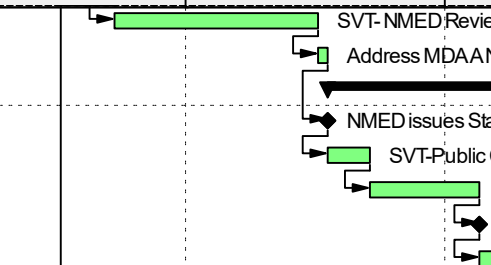 SVT- NMED Revie
Address MDAA N
NMED issues Sta
SVT-Public